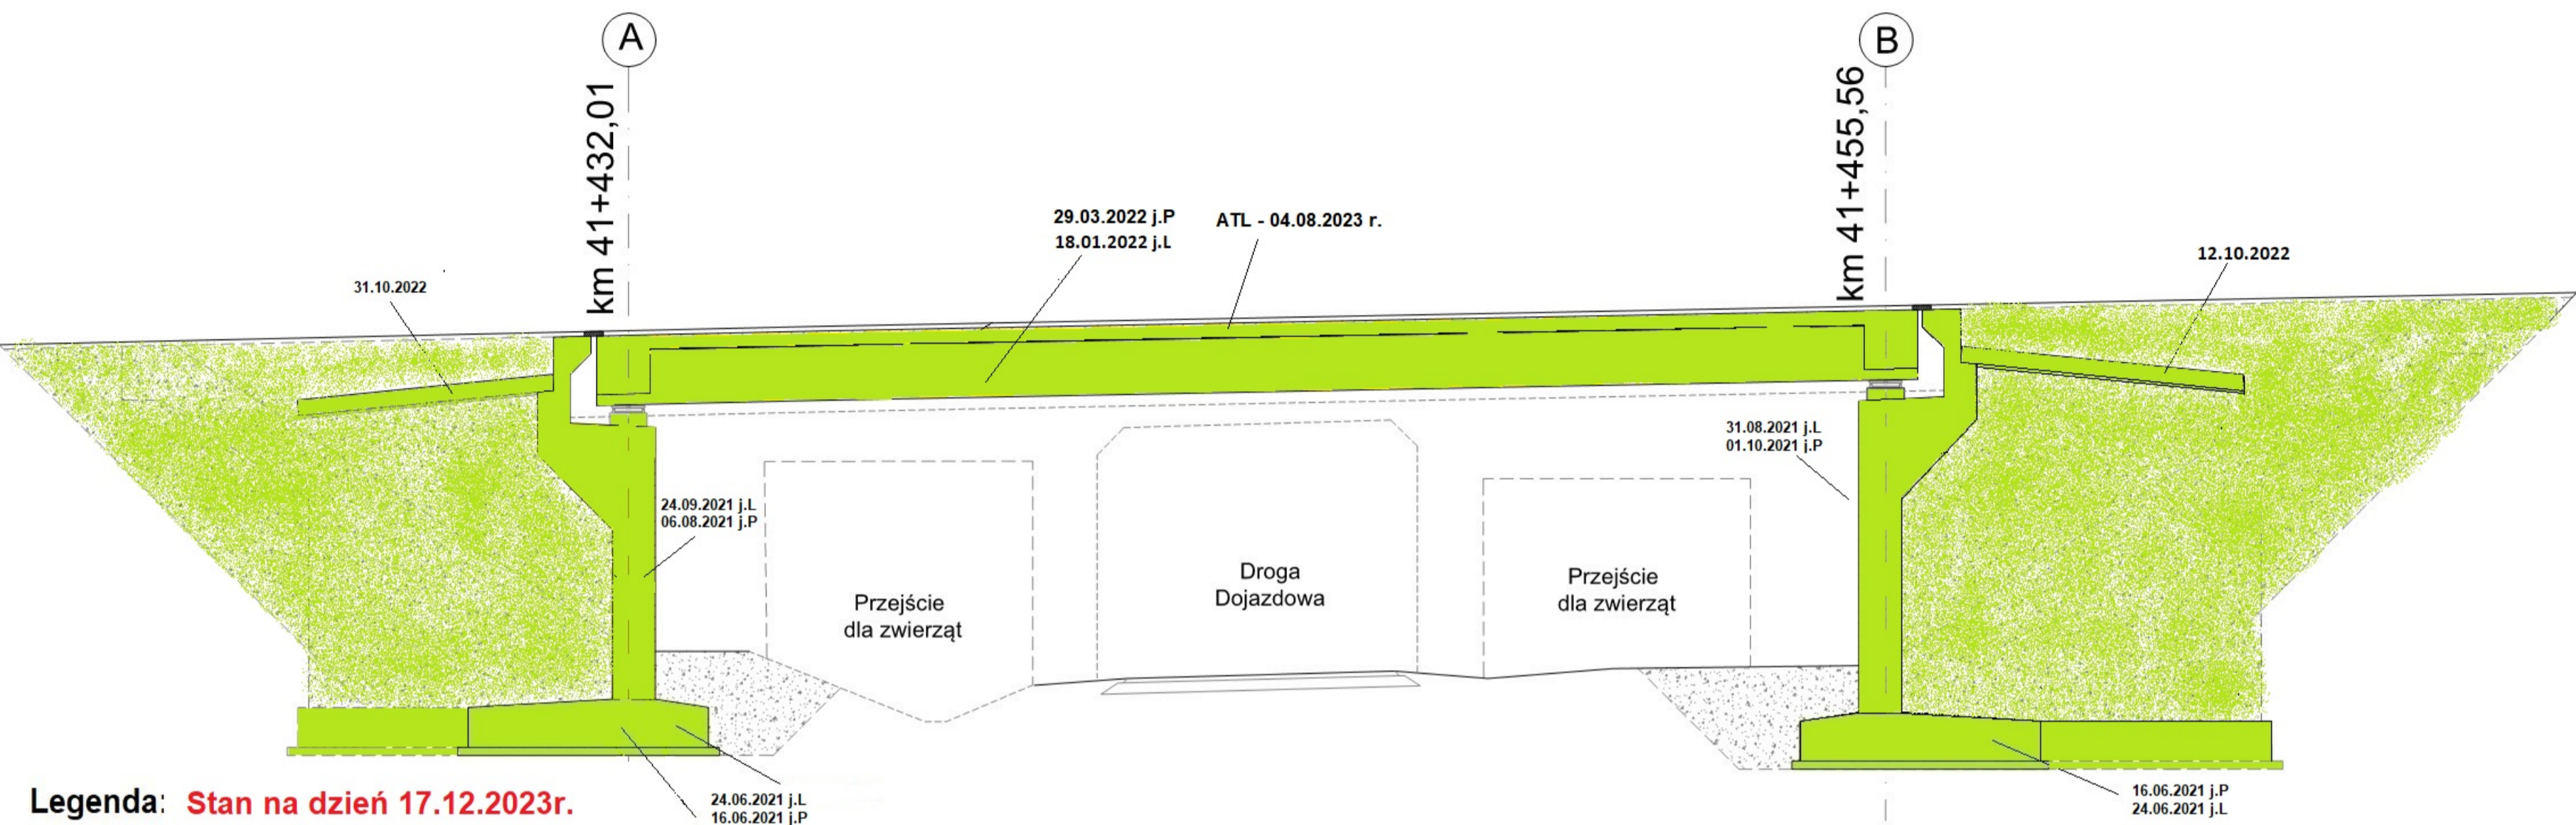 A
B
km 41+432,01
km 41+455,56
29.03.2022 j.P
18.01.2022 j.L
ATL - 04.08.2023 r.
12.10.2022
31.10.2022
31.08.2021 j.L
01.10.2021 j.P
24.09.2021 j.L
06.08.2021 j.P
Przejście
dla zwierząt
Droga
Dojazdowa
Przejście
dla zwierząt
24.06.2021 j.L
16.06.2021 j.P
16.06.2021 j.P
24.06.2021 j.L
Legenda: Stan na dzień 17.12.2023r.